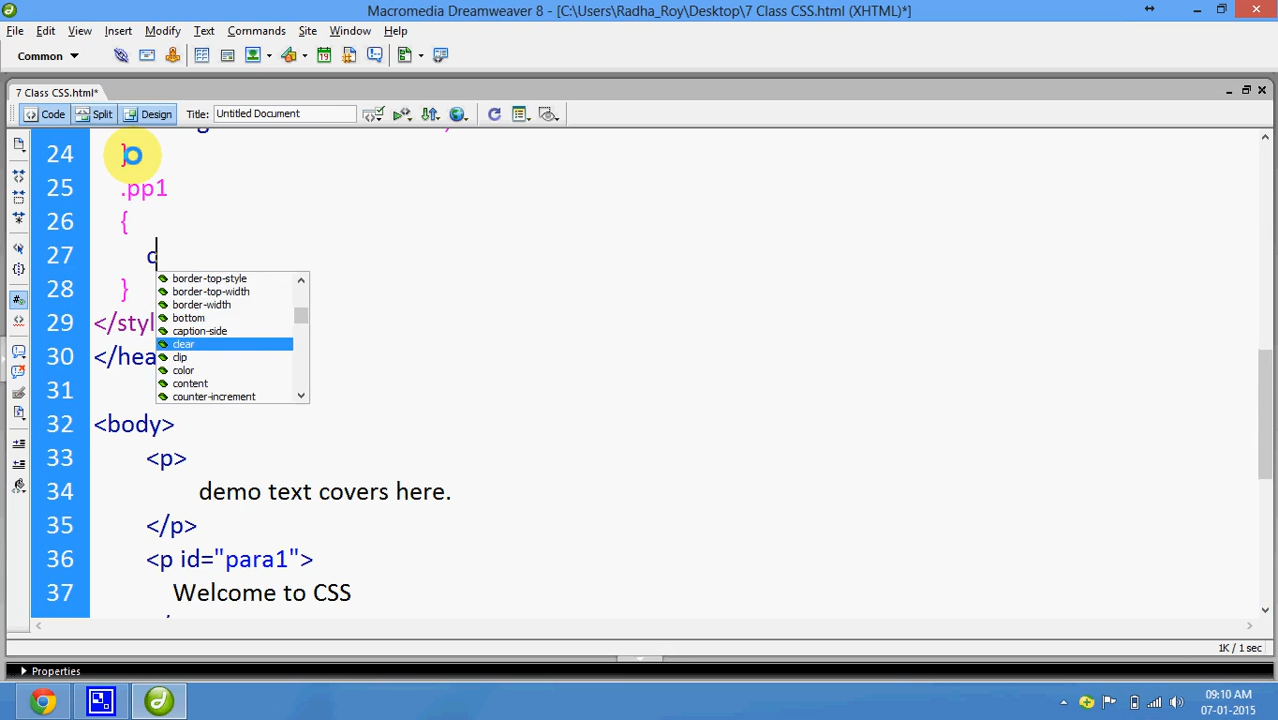 Macromedia Dreamweaver 8 - [C:\Users\Radha_Roy\Desktop\7 Class CSS.html (XHTML)*]
File Edit View Insert Modify Text Commands Site Window Help
Common
7 Class CSS.html*
Code Split Design Title: Untitled Document
24 }
25 .pp1
26 {
27 c
border-top-style
border-top-width
28 }
border-width
bottom
29 </styl
caption-side
clear
30 </hea
clip
color
31
content
counter-increment
32 <body>
33 <p>
34 demo text covers here.
35 </p>
36 <p id="para1">
37 Welcome to CSS
1K / 1 sec
Properties
09:10 AM
07-01-2015